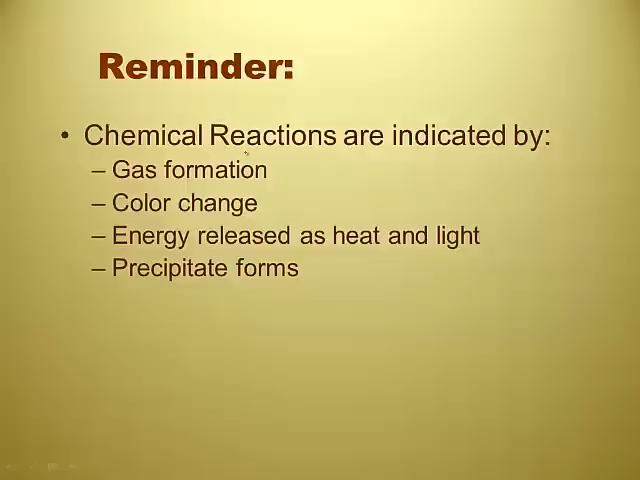 Reminder:
• Chemical Reactions are indicated by:
– Gas formation
– Color change
– Energy released as heat and light
– Precipitate forms